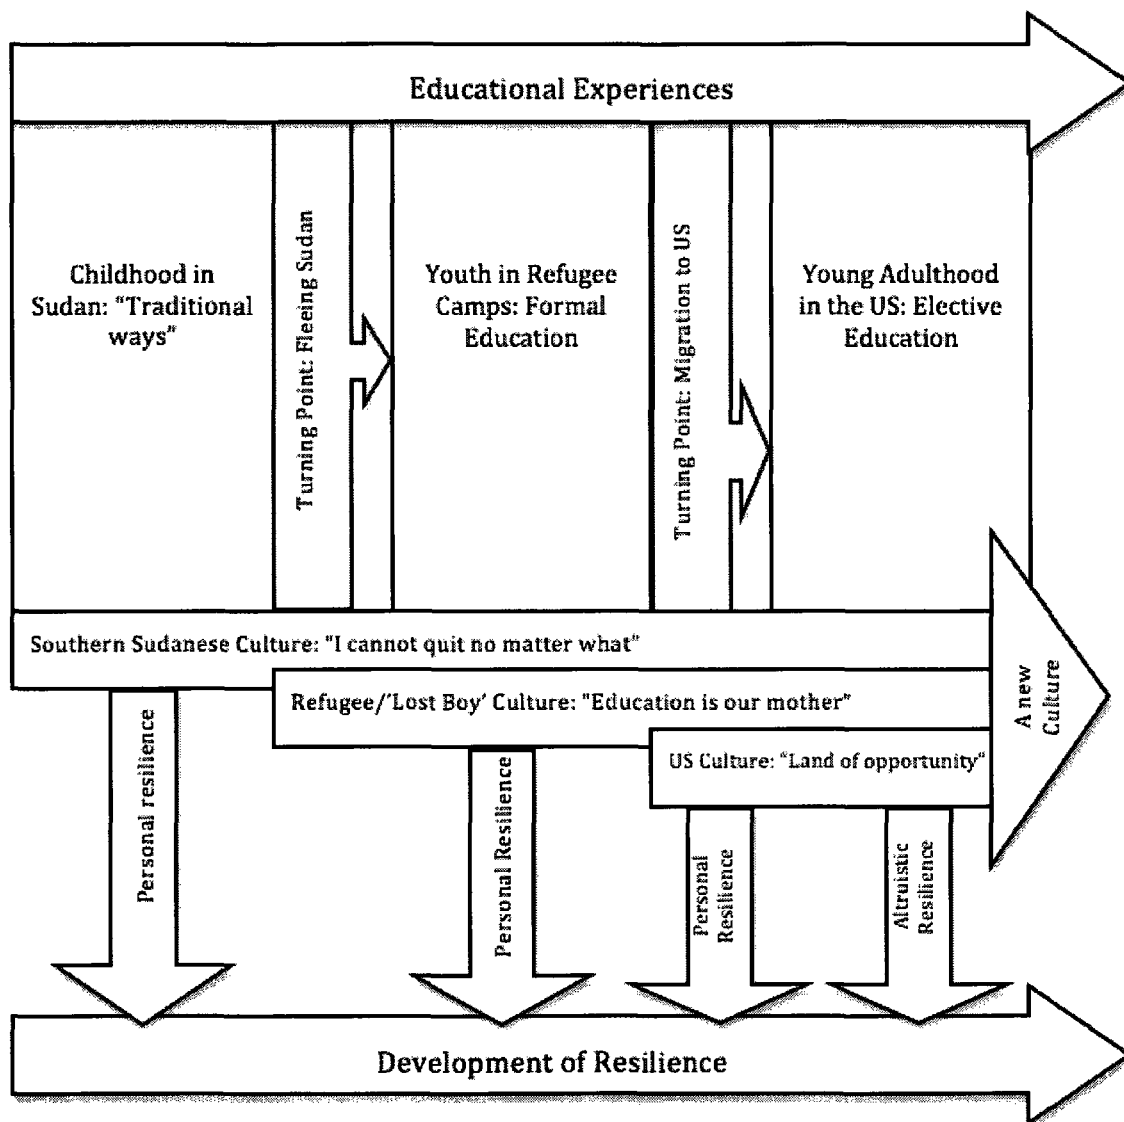 Educational Experiences
Childhood in
Sudan: "Traditional
ways"
Turning Point: Fleeing Sudan
Youth in Refugee
Camps: Formal
Education
Turning Point: Migration to US
Young Adulthood
in the US: Elective
Education
Southern Sudanese Culture: "I cannot quit no matter what"
Refugee/'Lost Boy' Culture: "Education is our mother"
US Culture: "Land of opportunity"
A new
Culture
Personal resilience
Personal Resilience
Personal
Resilience
Altruistic
Resilience
Development of Resilience